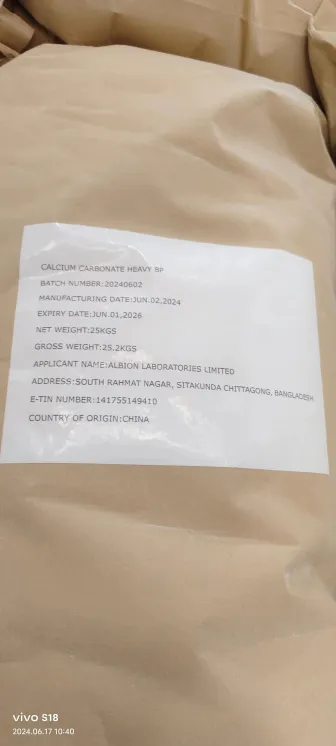 CALCIUM CARBONATE HEAVY BP
BATCH NUMBER:20240602
MANUFACTURING DATE:JUN.02,2024
EXPIRY DATE:JUN.01,2026
NET WEIGHT:25KGS
GROSS WEIGHT:25.2KGS
APPLICANT NAME:ALBION LABORATORIES LIMITED
ADDRESS:SOUTH RAHMAT NAGAR, SITAKUNDA CHITTAGONG, BANGLADESH
E-TIN NUMBER:141755149410
COUNTRY OF ORIGIN:CHINA
vivo S18
2024.06.17 10:40